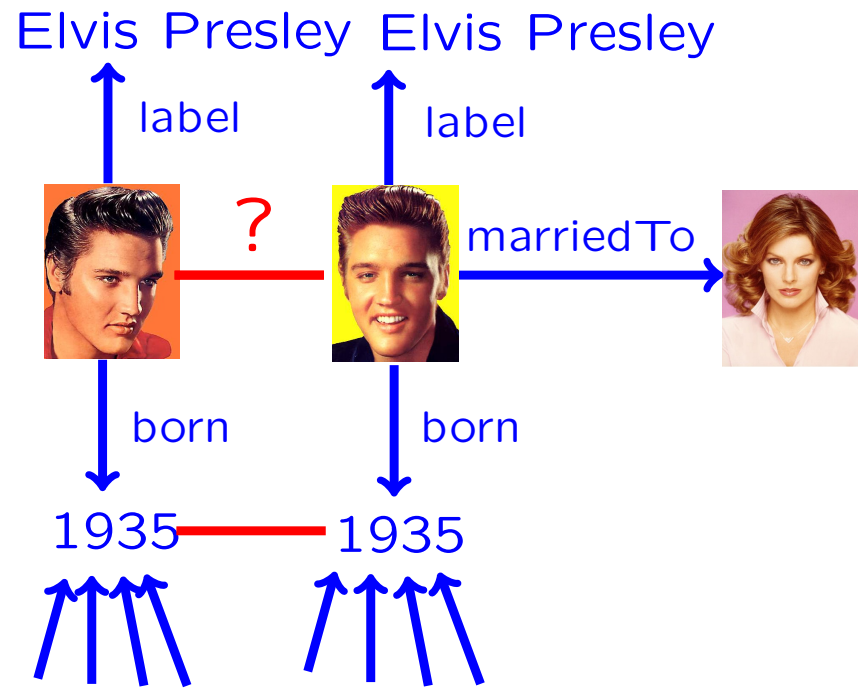 Elvis Presley Elvis Presley
label label
?
marriedTo
born born
1935 1935